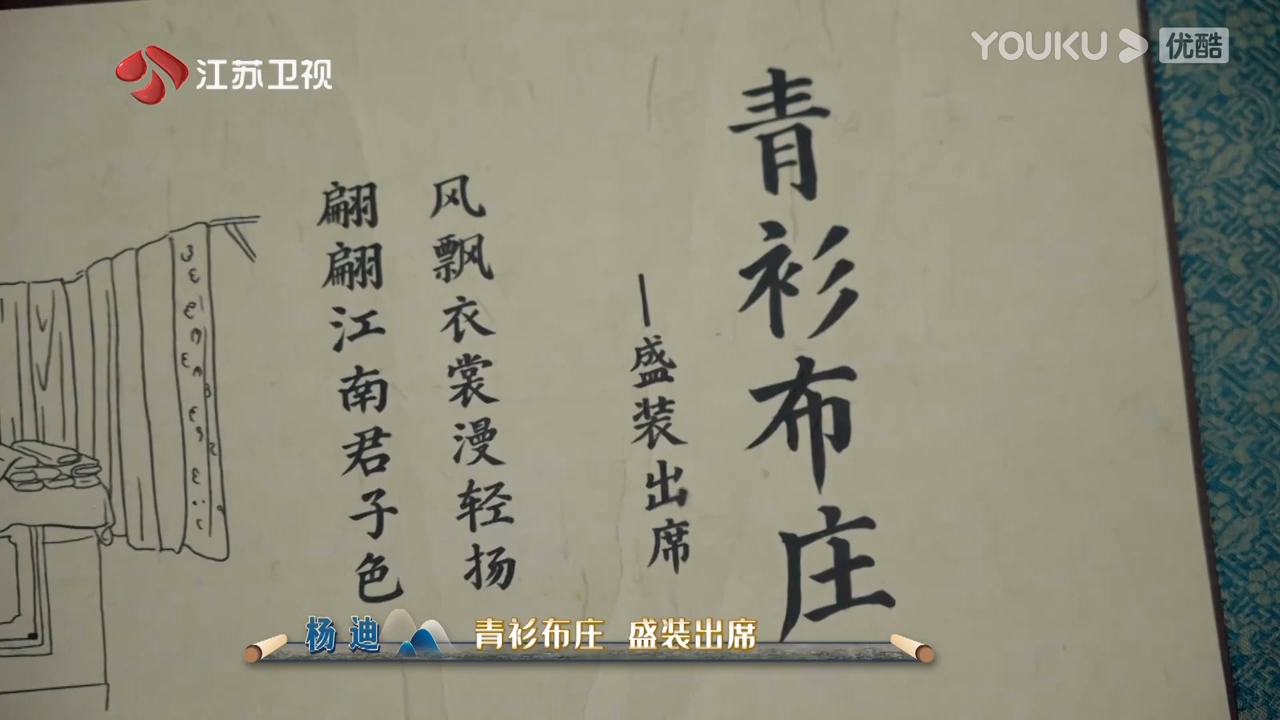 江苏卫视
YOUKU 优酷
青衫布庄
—盛装出席
风飘衣裳漫轻扬
翩翩江南君子色
杨迪 青衫布庄 盛装出席